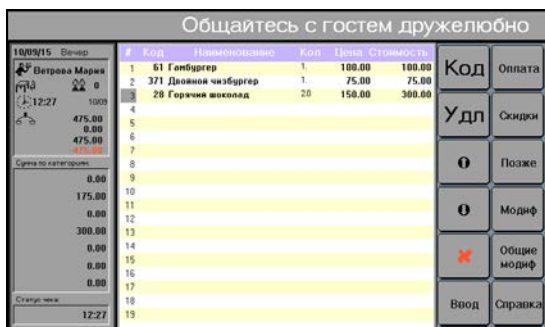 Общайтесь с гостем дружелюбно
10/09/15 Вечер
Ветрова Мария
0
12:27 10/09
475.00
0.00
475.00
-475.00
Сумма по категориям
0.00
175.00
0.00
300.00
0.00
0.00
0.00
Статус чека
12:27
# Код Наименование Кол Цена Стоимость
1 61 Гамбургер 1. 100.00 100.00
2 371 Двойной чизбургер 1. 75.00 75.00
3 28 Горячий шоколад 2.0 150.00 300.00
4
5
6
7
8
9
10
11
12
13
14
15
16
17
18
19
Код Оплата
Удл Скидки
Позже
Модиф
Общие
модиф
Ввод Справка